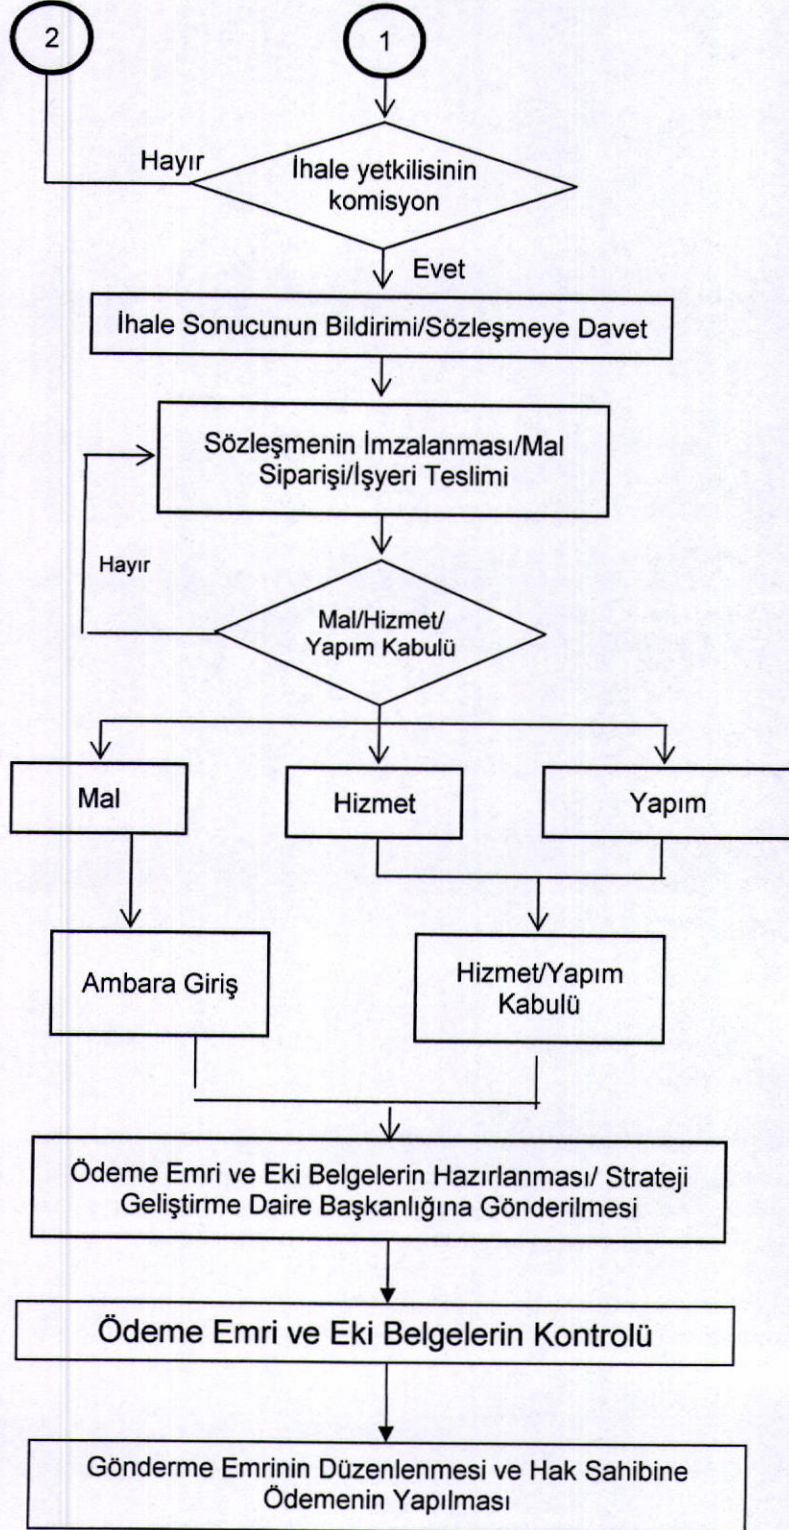 2
1
Hayır
İhale yetkilisinin
komisyon
Evet
İhale Sonucunun Bildirimi/Sözleşmeye Davet
Sözleşmenin İmzalanması/Mal
Siparişi/İşyeri Teslimi
Hayır
Mal/Hizmet/
Yapım Kabulü
Mal
Hizmet
Yapım
Ambara Giriş
Hizmet/Yapım
Kabulü
Ödeme Emri ve Eki Belgelerin Hazırlanması/ Strateji
Geliştirme Daire Başkanlığına Gönderilmesi
Ödeme Emri ve Eki Belgelerin Kontrolü
Gönderme Emrinin Düzenlenmesi ve Hak Sahibine
Ödemenin Yapılması